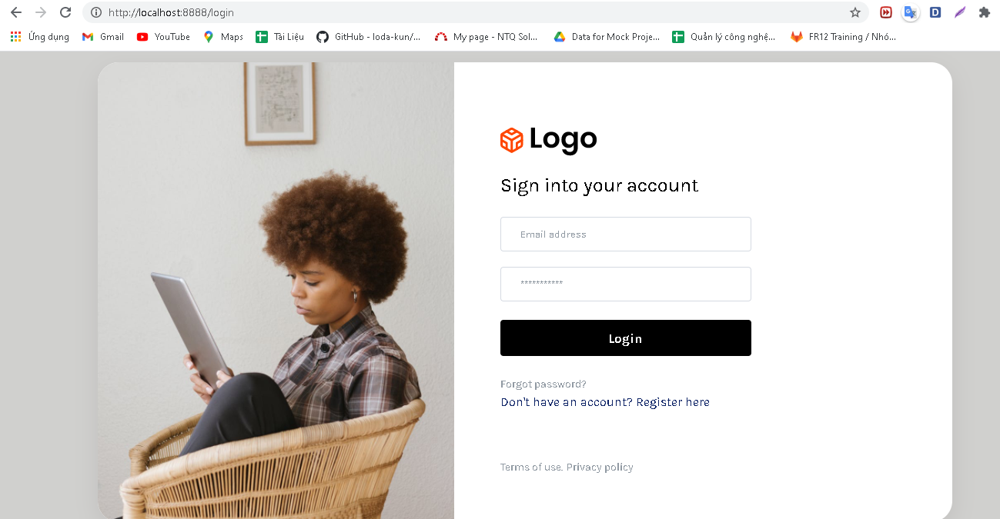 http://localhost:8888/login
Ứng dụng Gmail YouTube Maps Tài Liệu GitHub - loda-kun/... My page - NTQ Sol... Data for Mock Proje... Quản lý công nghệ... FR12 Training / Nhó...
Logo
Sign into your account
Email address
***********
Login
Forgot password?
Don't have an account? Register here
Terms of use. Privacy policy